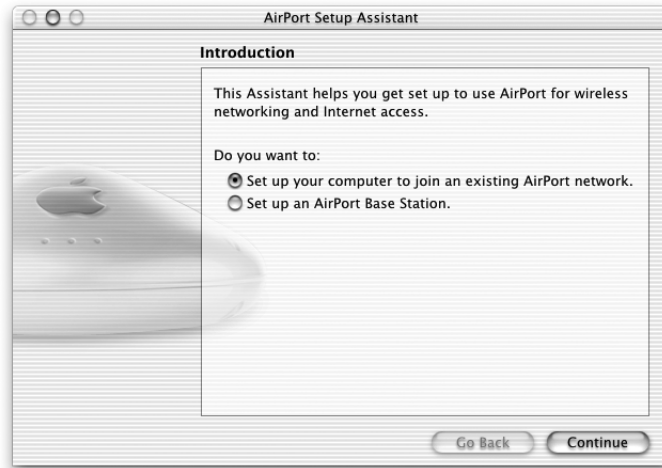 AirPort Setup Assistant
Introduction
This Assistant helps you get set up to use AirPort for wireless
networking and Internet access.
Do you want to:
Set up your computer to join an existing AirPort network.
Set up an AirPort Base Station.
Go Back
Continue